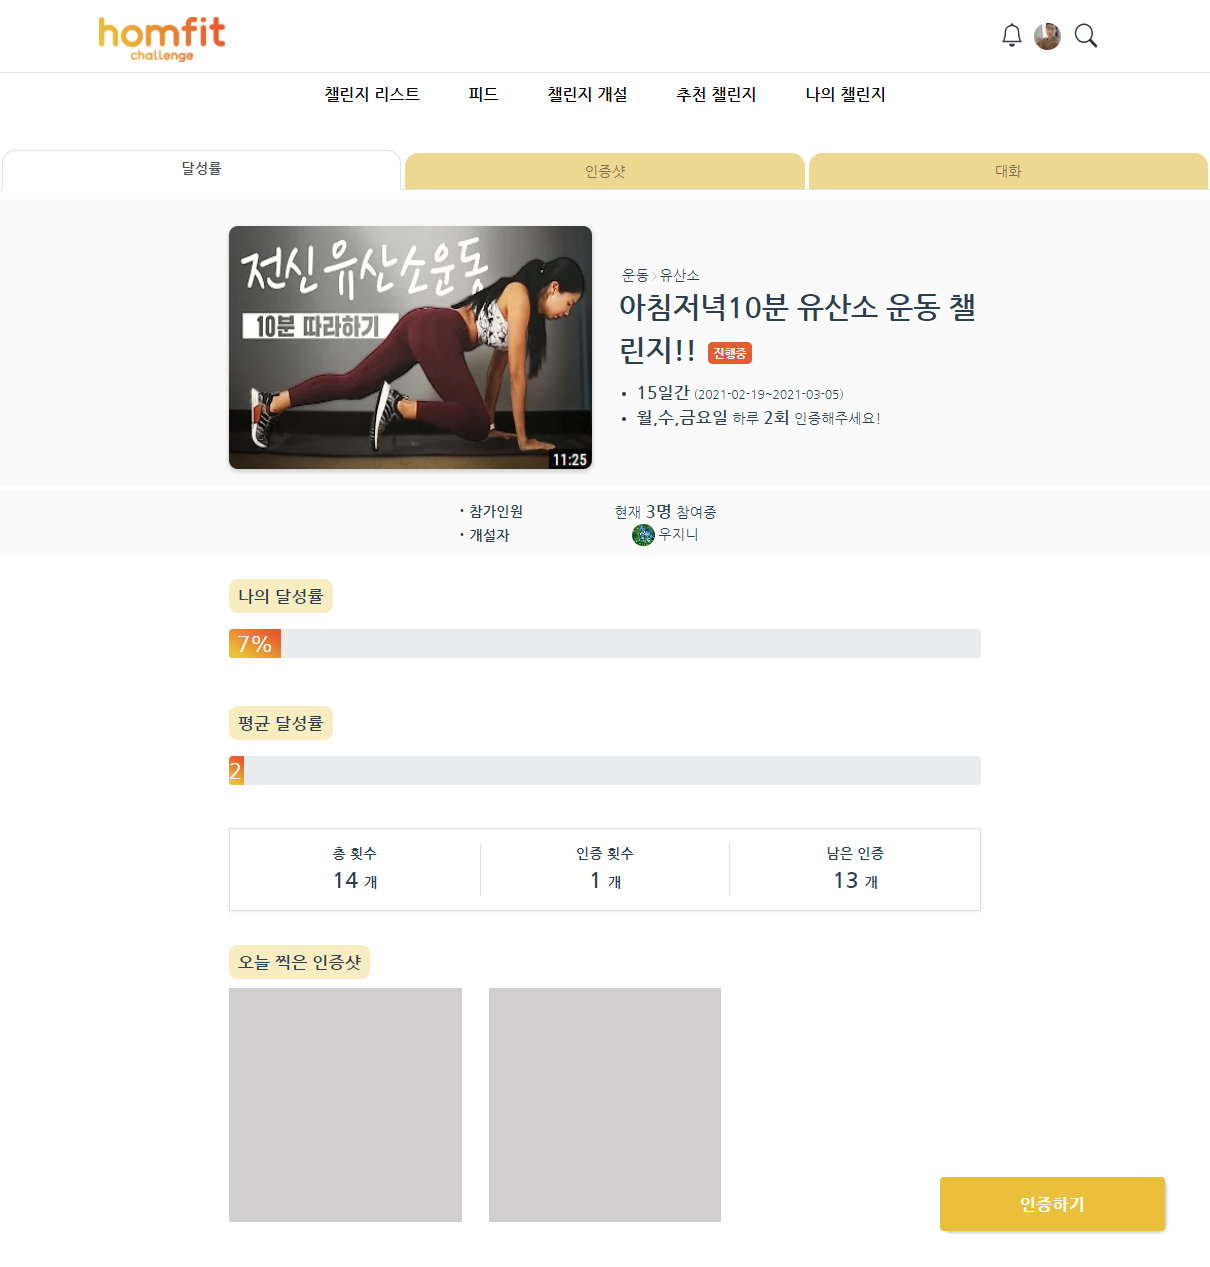 homfit
challenge
챌린지 리스트 피드 챌린지 개설 추천 챌린지 나의 챌린지
달성률 인증샷 대화
전신유산소운동
10분 따라하기
11:25
운동 > 유산소
아침저녁10분 유산소 운동 챌
린지!! 진행중
• 15일간 (2021-02-19~2021-03-05)
• 월,수,금요일 하루 2회 인증해주세요!
· 참가인원 현재 3명 참여중
· 개설자 우지니
나의 달성률
7%
평균 달성률
2
총 횟수 인증 횟수 남은 인증
14 개 1 개 13 개
오늘 찍은 인증샷
인증하기